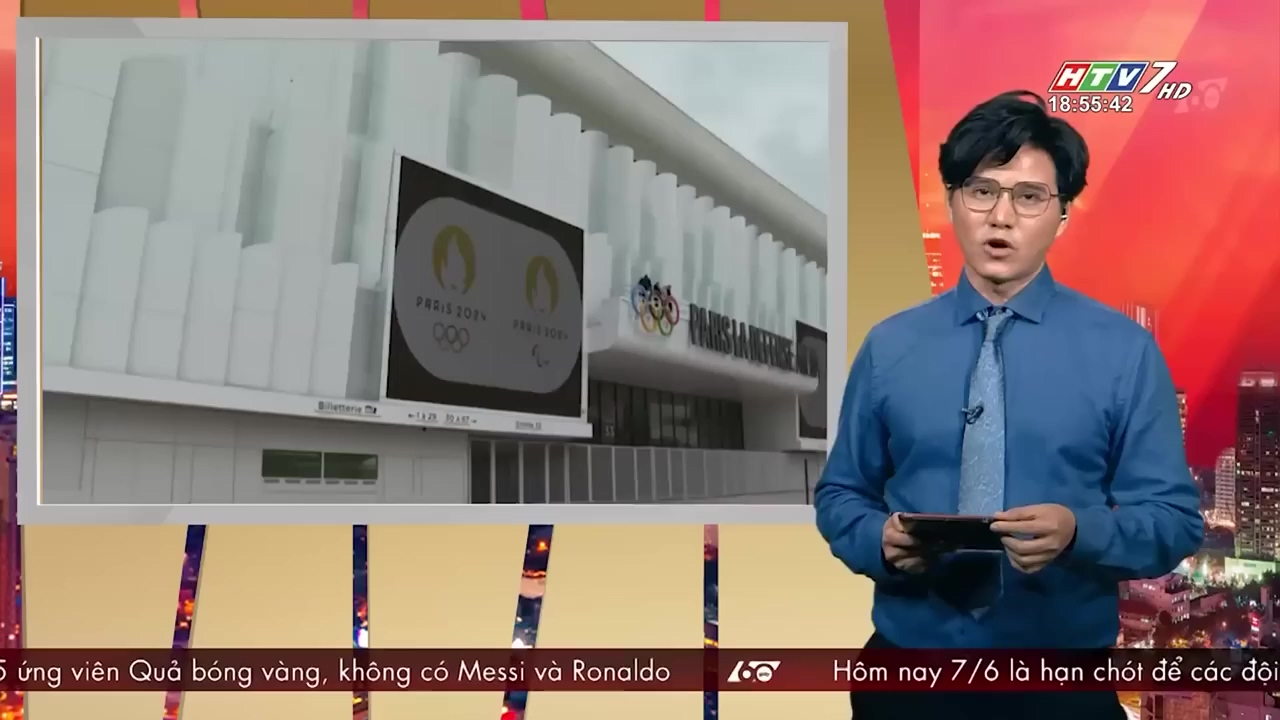 HTV7 HD
18:55:42
PARIS 2024
PARIS 2024
PARIS LA DEFENSE
Billetterie
5 ứng viên Quả bóng vàng, không có Messi và Ronaldo
60
Hôm nay 7/6 là hạn chót để các đội